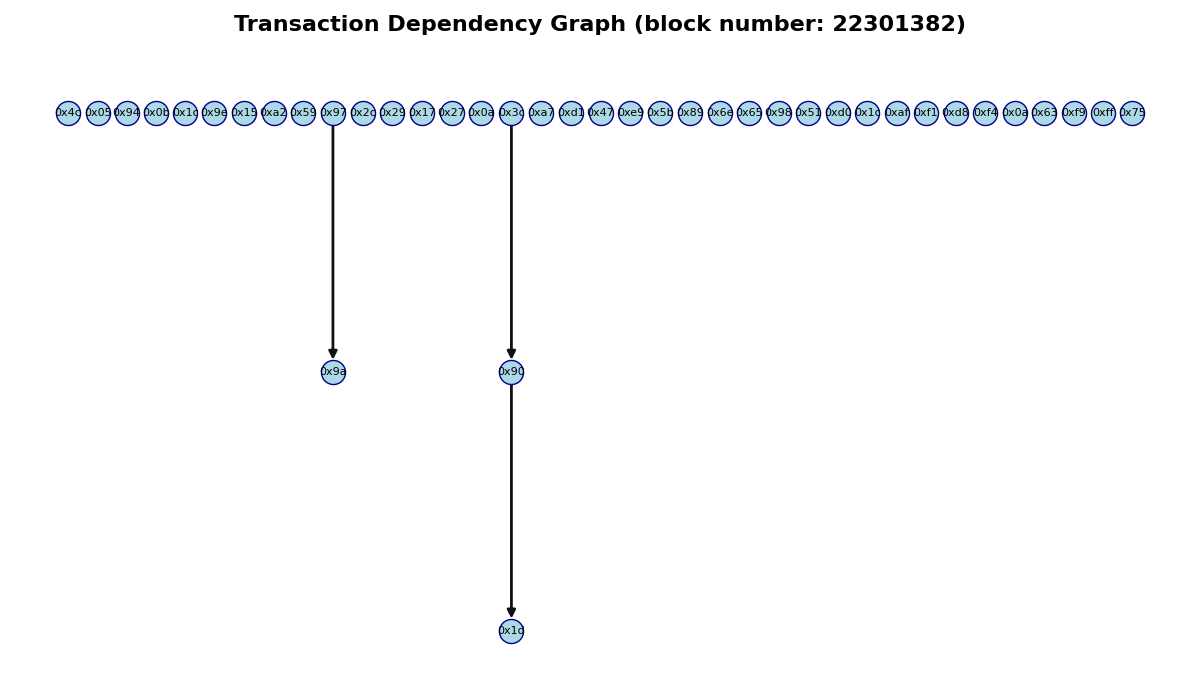 Transaction Dependency Graph (block number: 22301382)
0x4c 0x05 0x94 0x0b 0x1c 0x9e 0x15 0xa2 0x59 0x97 0x2c 0x29 0x17 0x27 0x0a 0x3c 0xa7 0xd1 0x47 0xe9 0x5b 0x89 0x6e 0x65 0x98 0x51 0xd0 0x1c 0xaf 0xf1 0xd8 0xf4 0x0a 0x63 0xf9 0xff 0x75
0x9a 0x90
0x1d